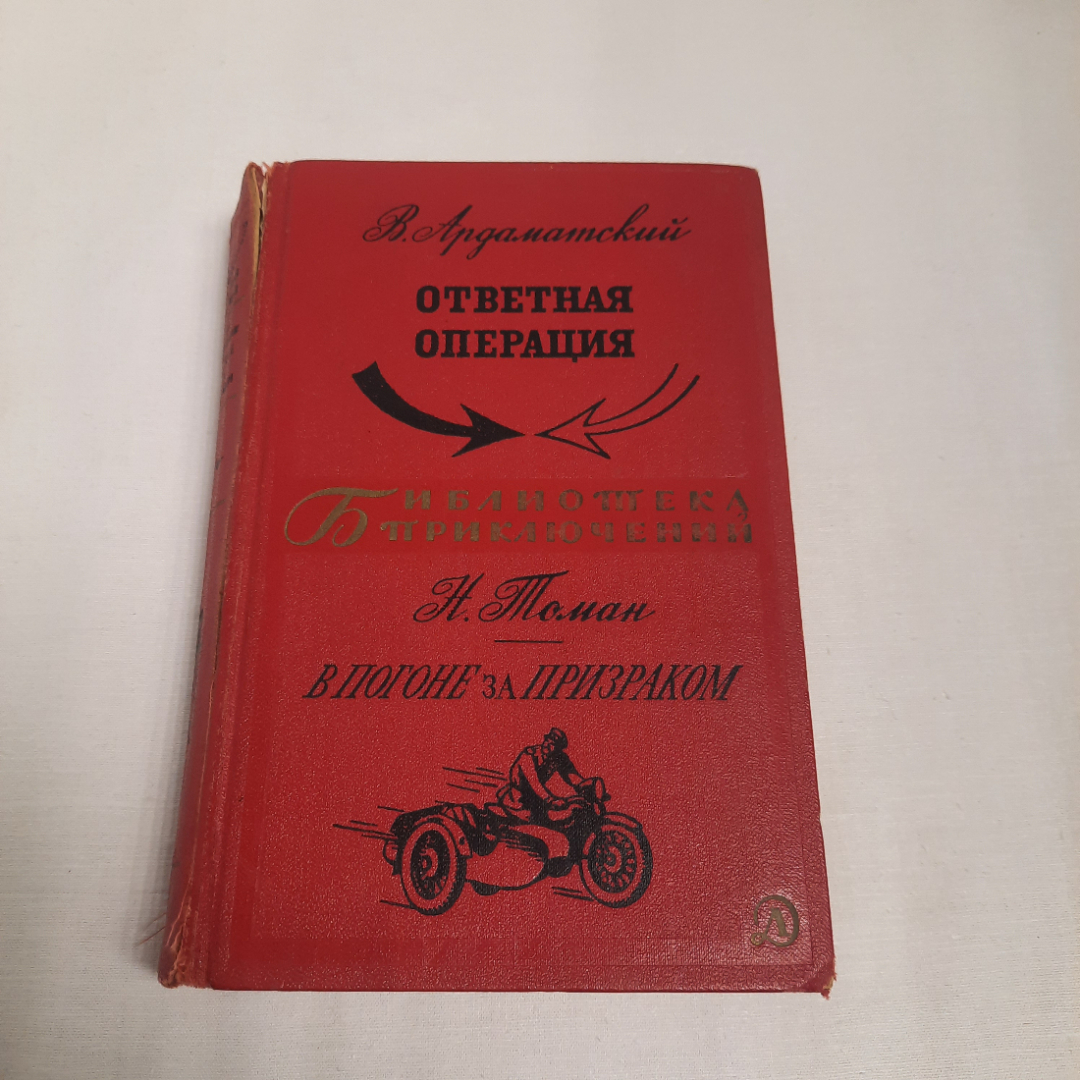 В. Ардаматский
ОТВЕТНАЯ
ОПЕРАЦИЯ
БИБЛИОТЕКА
ПРИКЛЮЧЕНИЙ
Н. Томан
В ПОГОНЕ ЗА ПРИЗРАКОМ